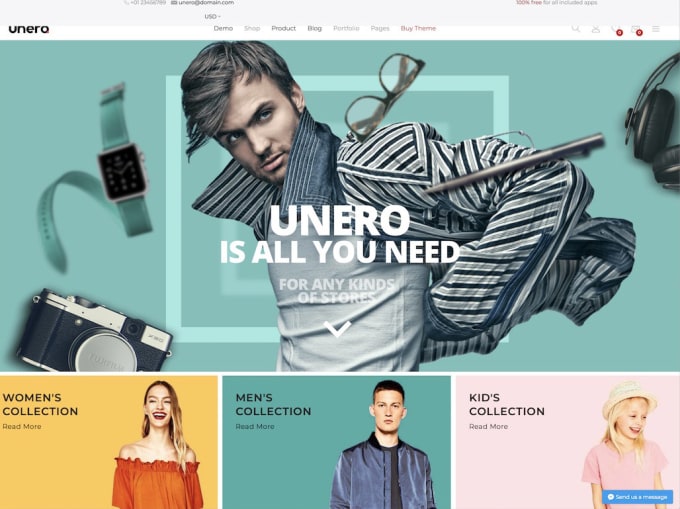 +01 23456789 unero@domain.com
100% free for all included apps
USD
unero
Demo Shop Product Blog Portfolio Pages Buy Theme
0 0
UNERO
IS ALL YOU NEED
FOR ANY KINDS
OF STORES
FUJIFILM
X20
WOMEN'S
COLLECTION
Read More
MEN'S
COLLECTION
Read More
KID'S
COLLECTION
Read More
Send us a message